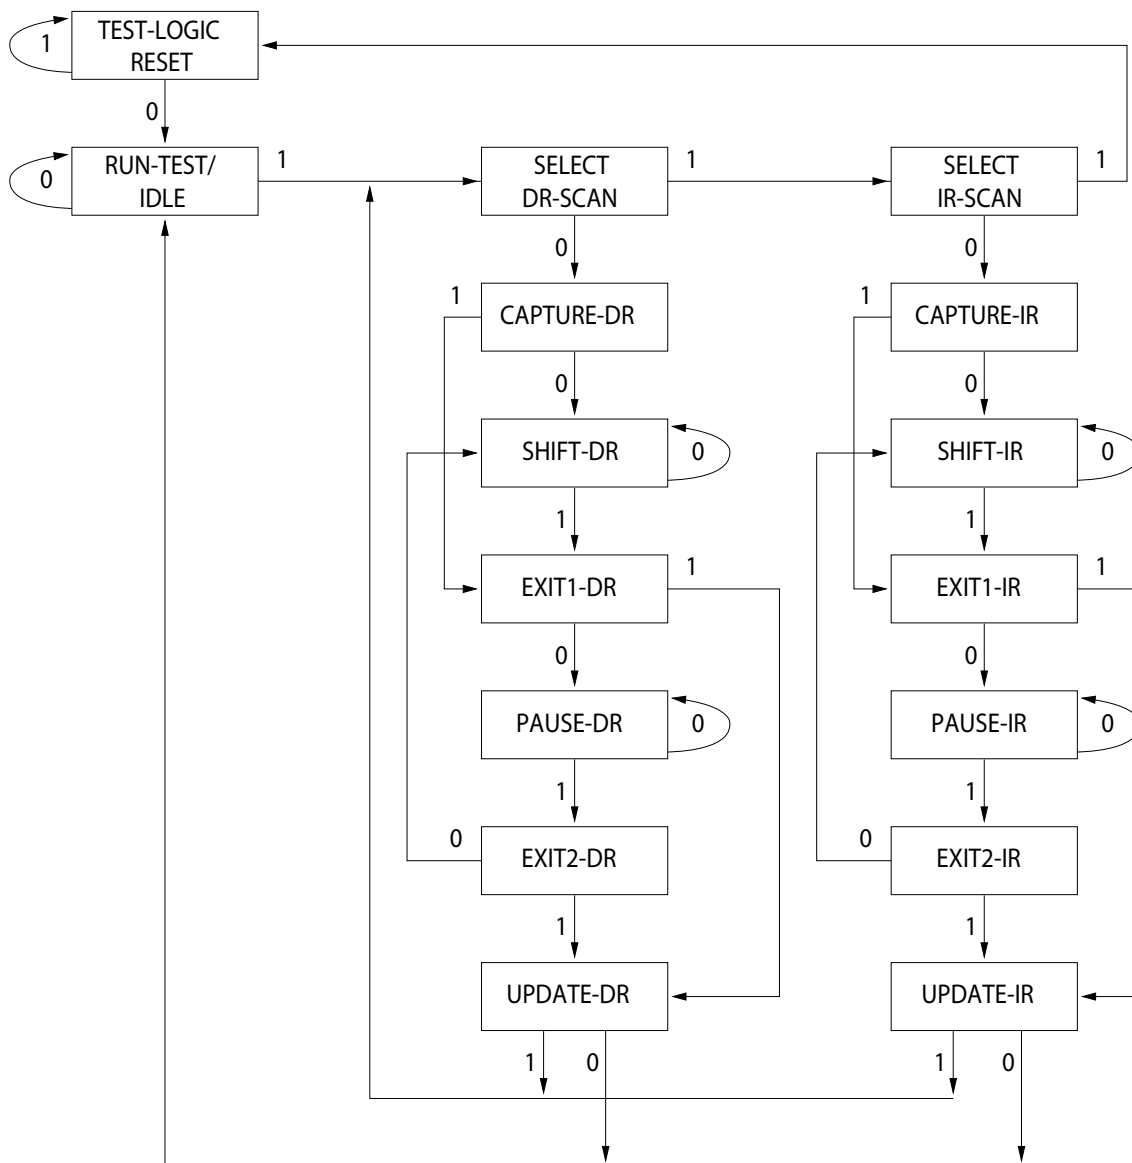 TEST-LOGIC
RESET
1
0
RUN-TEST/
IDLE
0
1
SELECT
DR-SCAN
1
SELECT
IR-SCAN
1
0
0
1
CAPTURE-DR
1
CAPTURE-IR
0
0
SHIFT-DR
0
SHIFT-IR
0
1
1
EXIT1-DR
1
EXIT1-IR
1
0
0
PAUSE-DR
0
PAUSE-IR
0
1
1
0
EXIT2-DR
0
EXIT2-IR
1
1
UPDATE-DR
UPDATE-IR
1
0
1
0